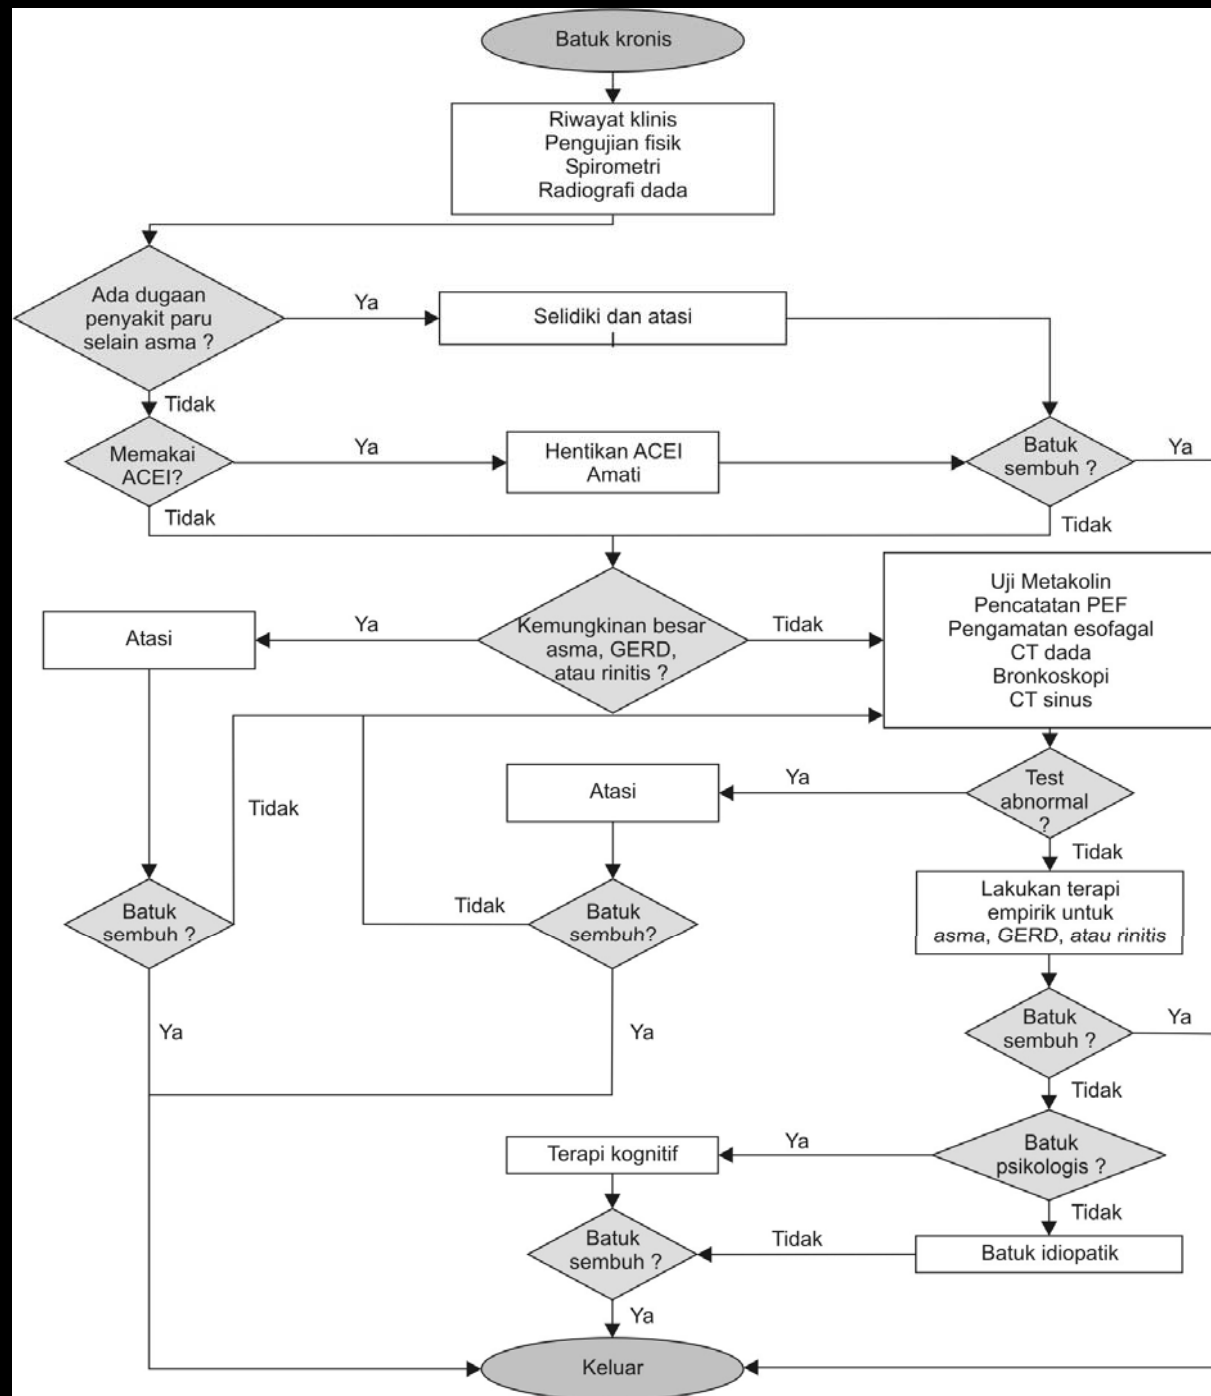 Batuk kronis
Riwayat klinis
Pengujian fisik
Spirometri
Radiografi dada
Ada dugaan
penyakit paru
selain asma ?
Ya
Selidiki dan atasi
Tidak
Memakai
ACEI?
Ya
Hentikan ACEI
Amati
Batuk
sembuh ?
Ya
Tidak
Tidak
Kemungkinan besar
asma, GERD,
atau rinitis ?
Ya
Atasi
Tidak
Uji Metakolin
Pencatatan PEF
Pengamatan esofagal
CT dada
Bronkoskopi
CT sinus
Test
abnormal
?
Ya
Atasi
Tidak
Tidak
Batuk
sembuh ?
Tidak
Batuk
sembuh?
Lakukan terapi
empirik untuk
asma, GERD, atau rinitis
Ya
Ya
Batuk
sembuh ?
Ya
Tidak
Batuk
psikologis ?
Ya
Terapi kognitif
Tidak
Batuk idiopatik
Tidak
Batuk
sembuh ?
Ya
Keluar